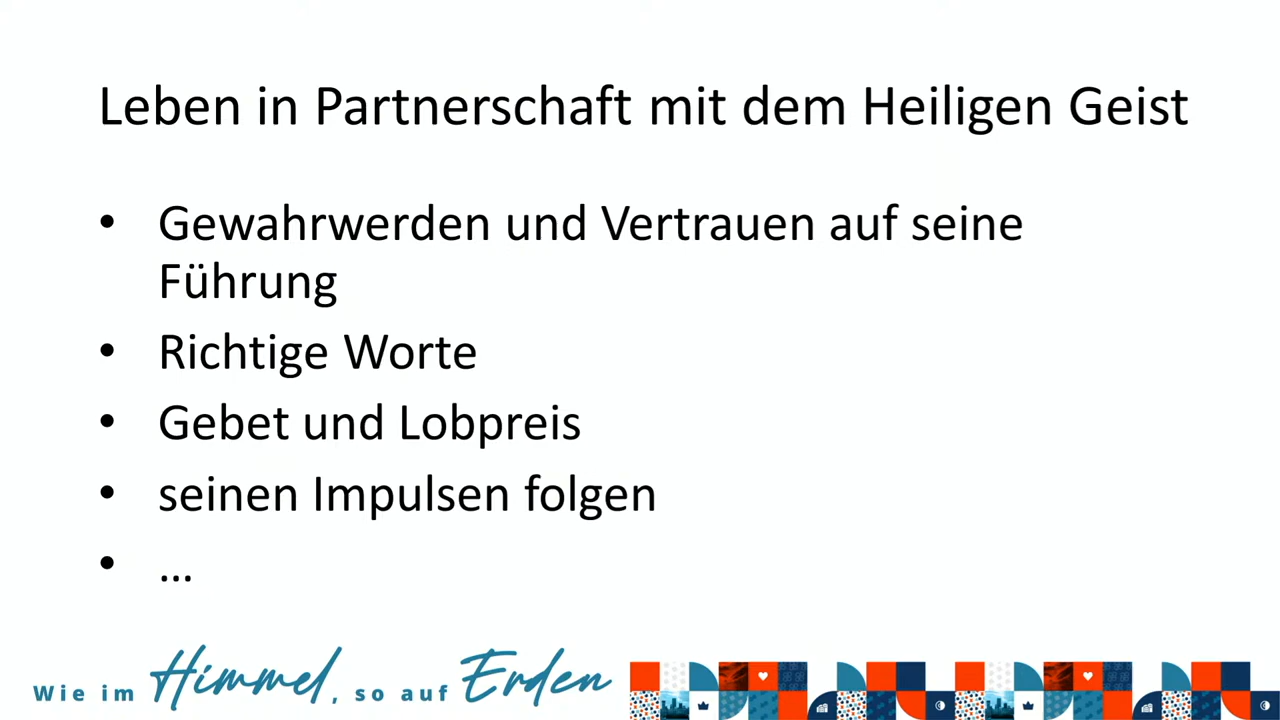 Leben in Partnerschaft mit dem Heiligen Geist
• Gewahrwerden und Vertrauen auf seine
Führung
• Richtige Worte
• Gebet und Lobpreis
• seinen Impulsen folgen
• ...
Wie im Himmel, so auf Erden